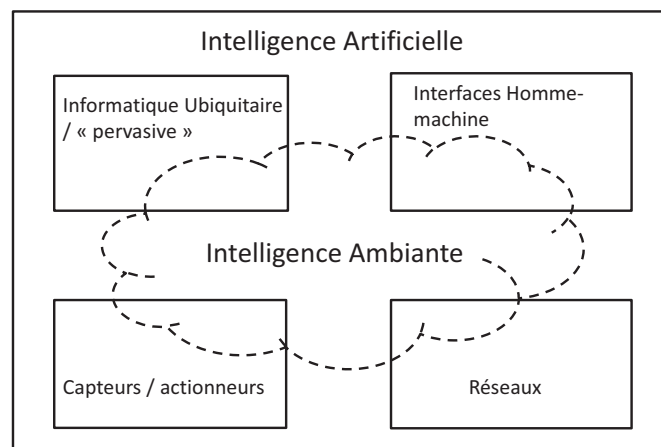 Intelligence Artificielle
Informatique Ubiquitaire
/ « pervasive »
Interfaces Homme-
machine
Intelligence Ambiante
Capteurs / actionneurs
Réseaux